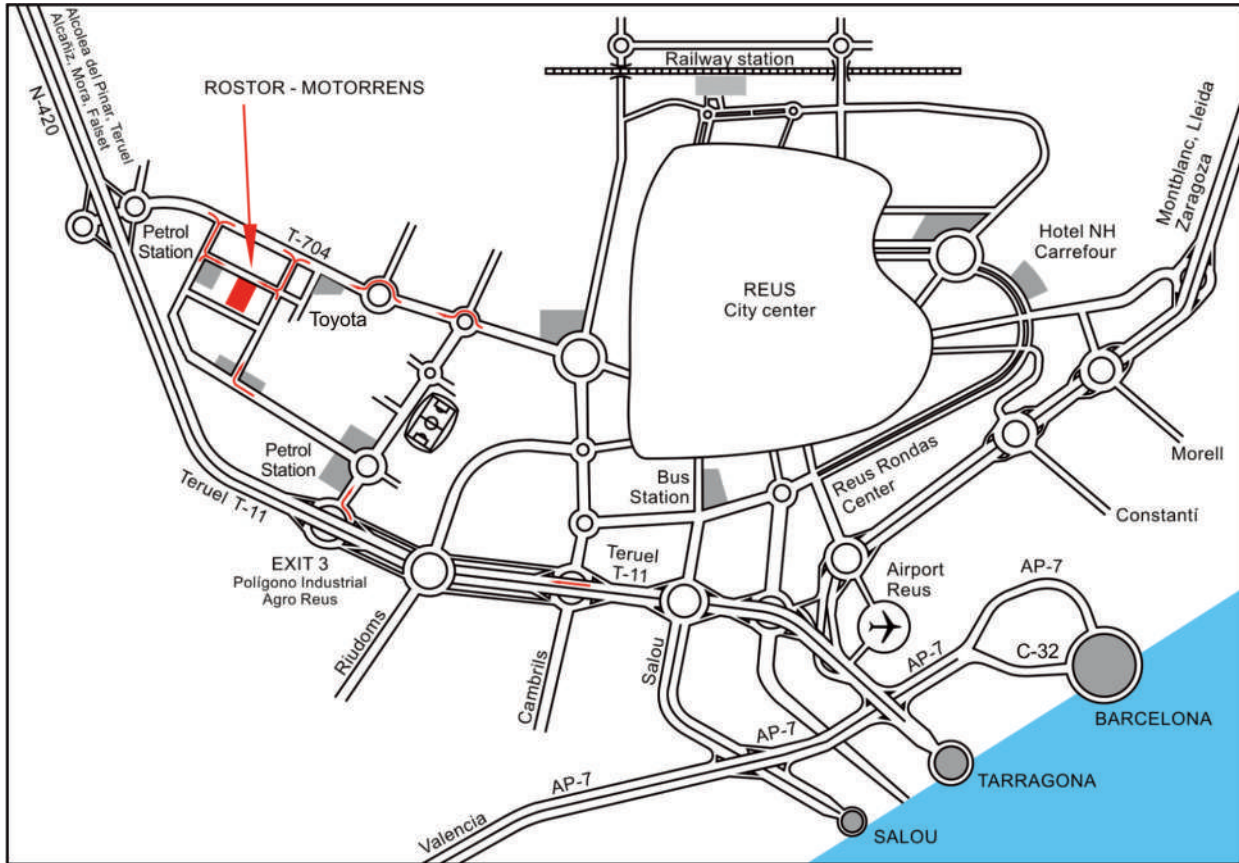 Railway station
Alcolea del Pinar, Teruel
Alcañiz, Mora, Falset
N-420
ROSTOR - MOTORRENS
Montblanc, Lleida
Zaragoza
Petrol
Station
T-704
Hotel NH
Carrefour
REUS
City center
Toyota
Petrol
Station
Bus
Station
Reus Rondas
Center
Morell
Constantí
Teruel T-11
EXIT 3
Polígono Industrial
Agro Reus
Teruel
T-11
Airport
Reus
AP-7
Riudoms
Cambrils
Salou
AP-7
C-32
BARCELONA
AP-7
AP-7
TARRAGONA
Valencia
SALOU